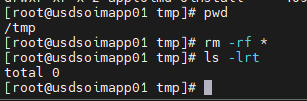 [root@usdsoimapp01 tmp]# pwd
/tmp
[root@usdsoimapp01 tmp]# rm -rf *
[root@usdsoimapp01 tmp]# ls -lrt
total 0
[root@usdsoimapp01 tmp]#